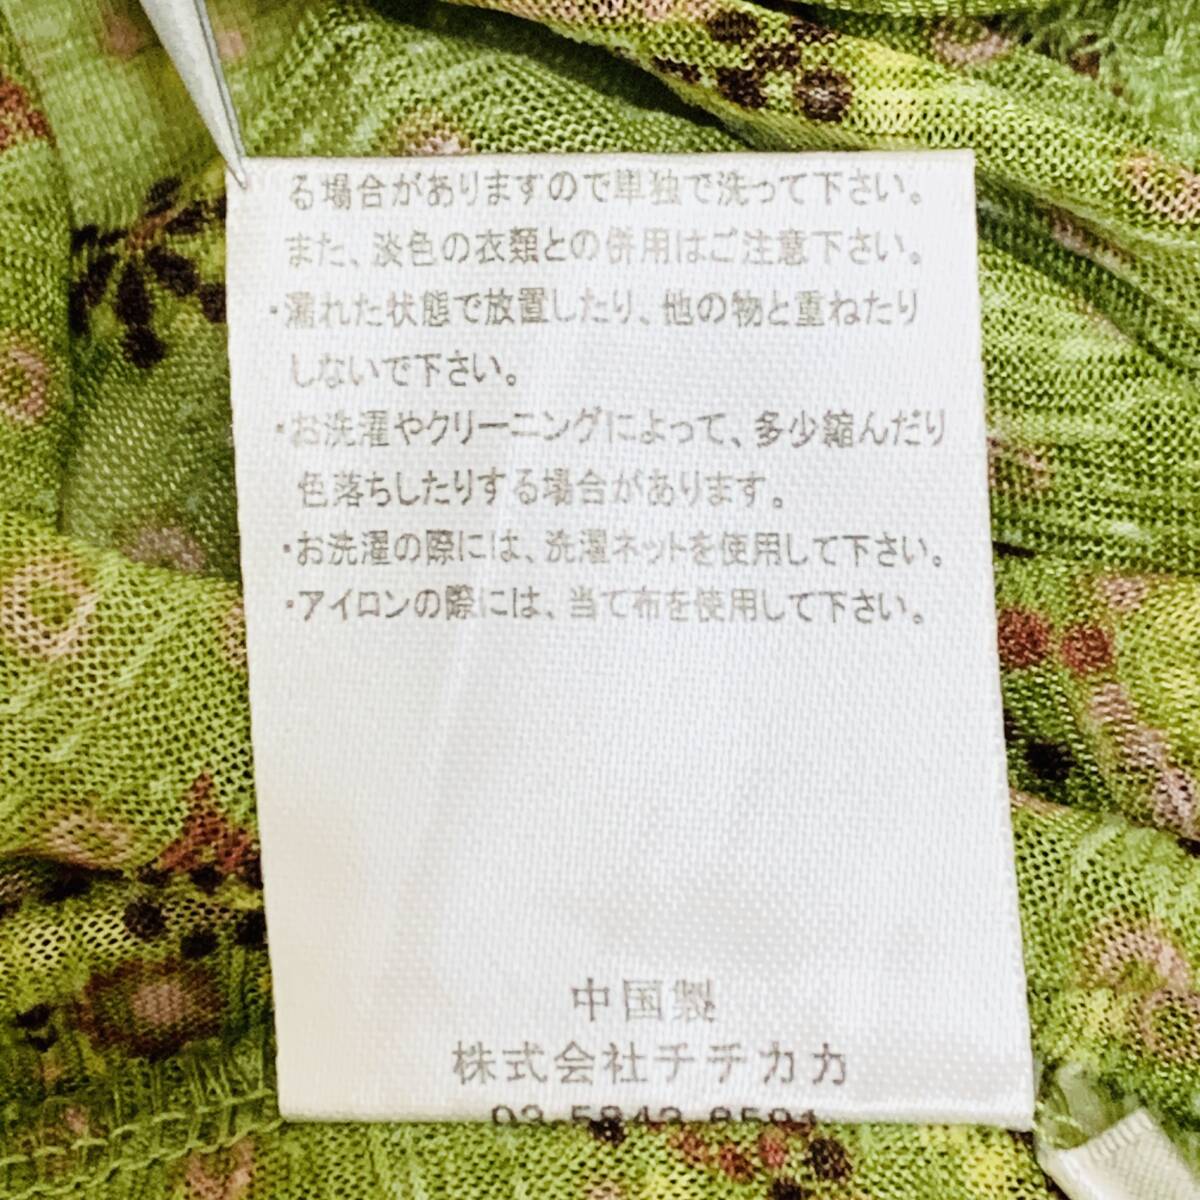 る場合がありますので単独で洗って下さい。
また、淡色の衣類との併用はご注意下さい。
・濡れた状態で放置したり、他の物と重ねたり
しないで下さい。
・お洗濯やクリーニングによって、多少縮んだり
色落ちしたりする場合があります。
・お洗濯の際には、洗濯ネットを使用して下さい。
・アイロンの際には、当て布を使用して下さい。
中国製
株式会社チチカカ